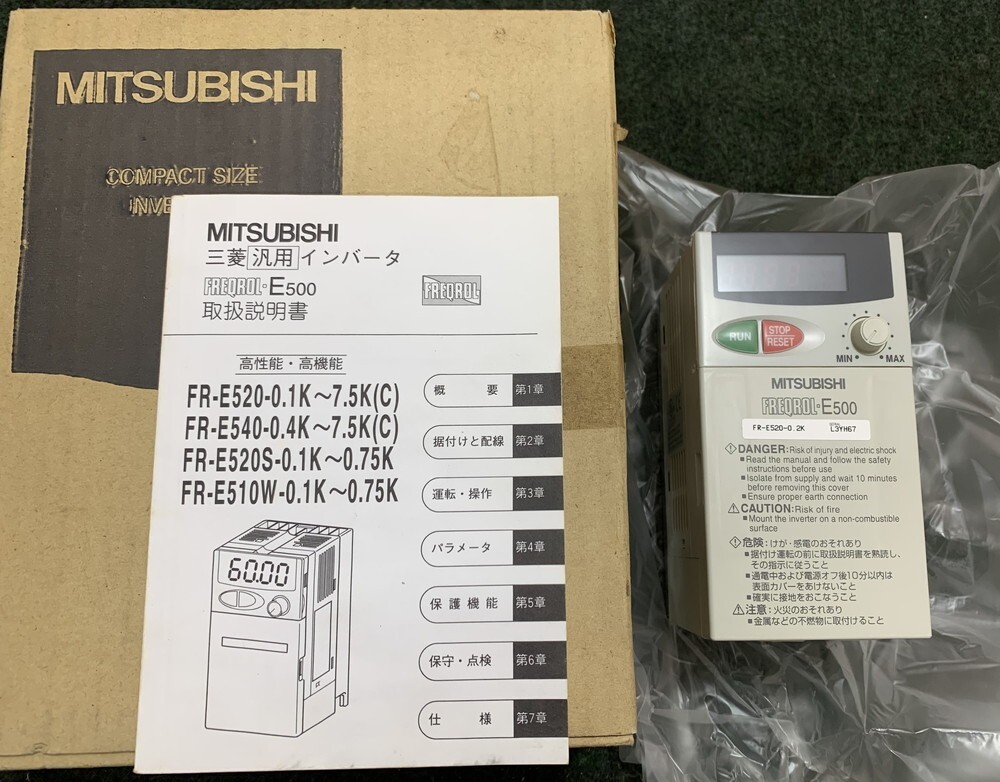 MITSUBISHI
COMPACT SIZE
INVE
MITSUBISHI
三菱汎用インバータ
FREQROL-E500
FREQROL
取扱説明書
高性能・高機能
FR-E520-0.1K～7.5K(C)
FR-E540-0.4K～7.5K(C)
FR-E520S-0.1K～0.75K
FR-E510W-0.1K～0.75K
概要 第1章
据付けと配線 第2章
運転・操作 第3章
パラメータ 第4章
保護機能 第5章
保守・点検 第6章
仕様 第7章
60.00
RUN
STOP
RESET
MIN MAX
MITSUBISHI
FREQROL-E500
FR-E520-0.2K L3YH67
DANGER:Risk of injury and electric shock
■Read the manual and follow the safety
instructions before use
■Isolate from supply and wait 10 minutes
before removing this cover
■Ensure proper earth connection
CAUTION:Risk of fire
■Mount the inverter on a non-combustible
surface
危険:けが・感電のおそれあり
■据付け運転の前に取扱説明書を熟読し、
その指示に従うこと
■通電中および電源オフ後10分以内は
表面カバーをあけないこと
■確実に接地をおこなうこと
注意:火災のおそれあり
■金属などの不燃物に取付けること